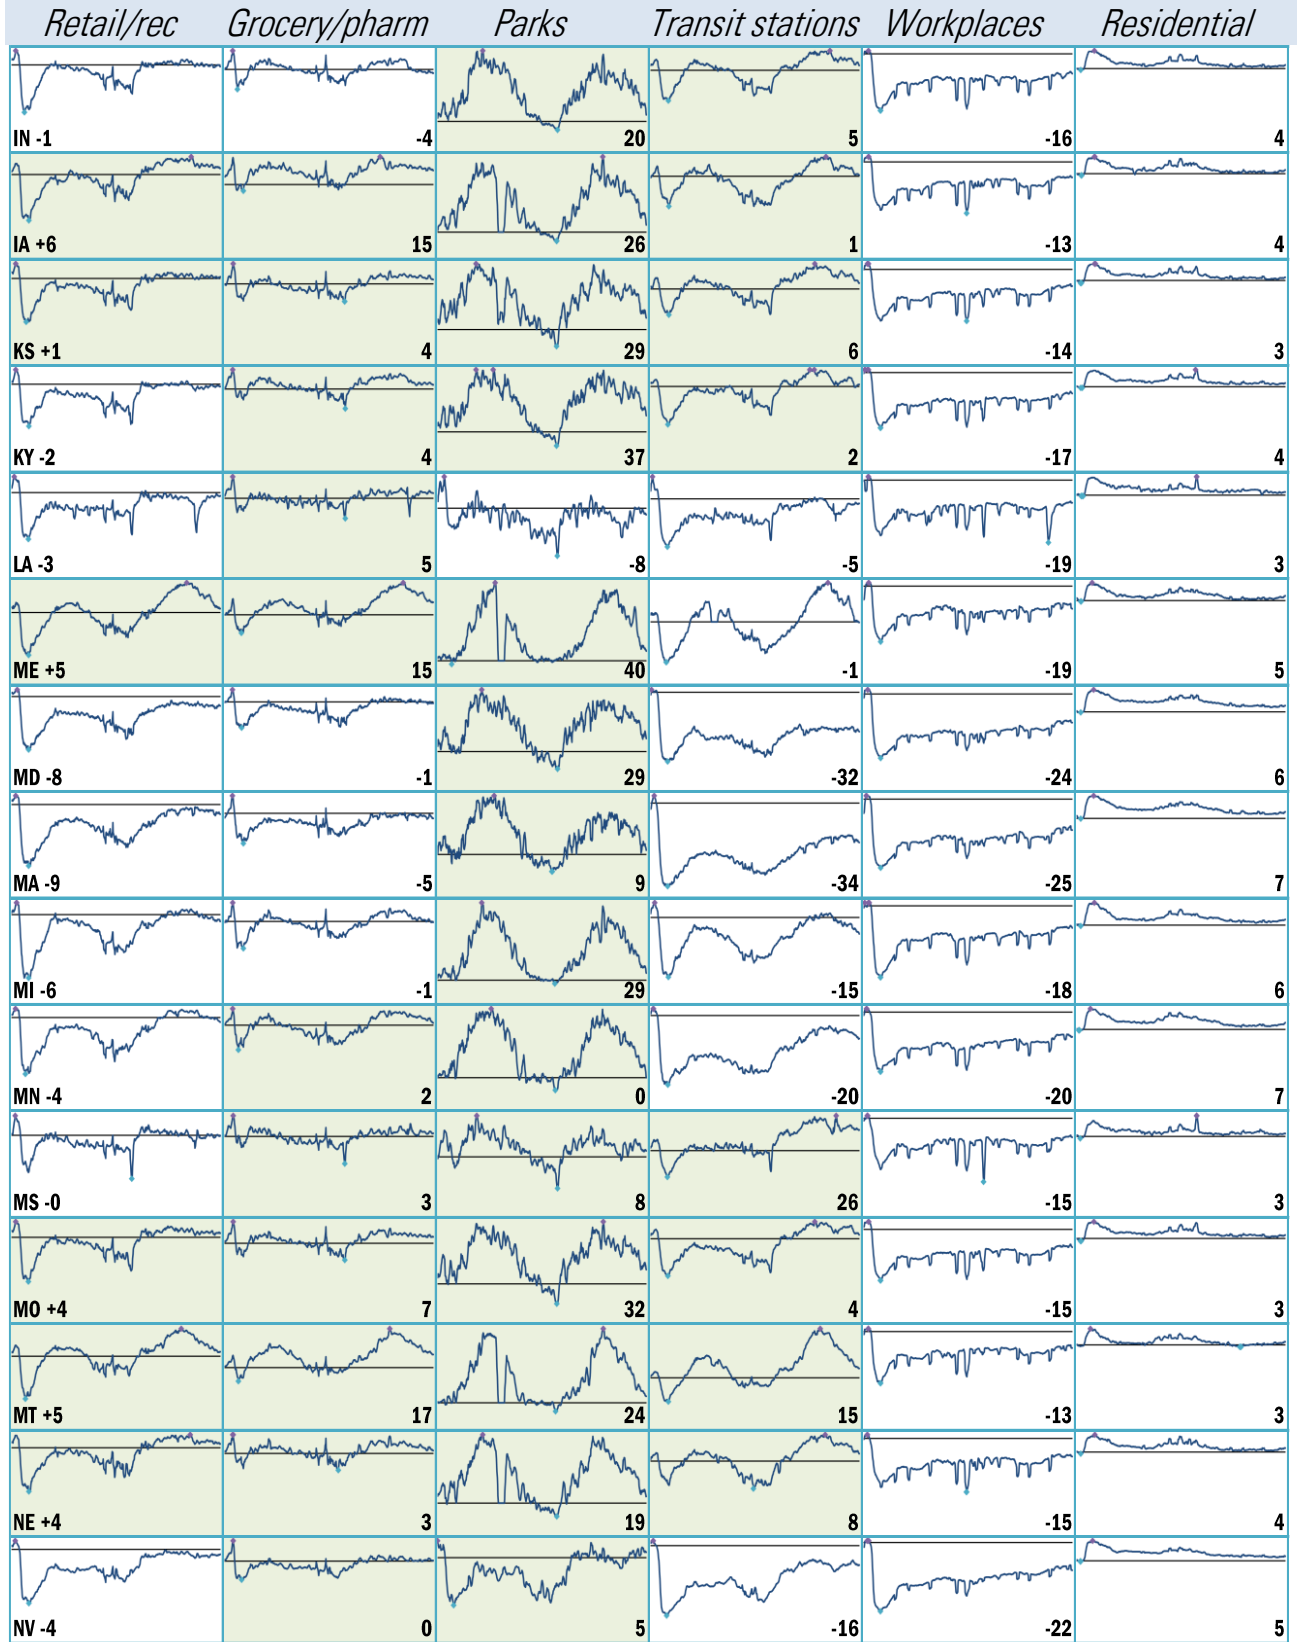 Retail/rec Grocery/pharm Parks Transit stations Workplaces Residential
IN -1 -4 20 5 -16 4
IA +6 15 26 1 -13 4
KS +1 4 29 6 -14 3
KY -2 4 37 2 -17 4
LA -3 5 -8 -5 -19 3
ME +5 15 40 -1 -19 5
MD -8 -1 29 -32 -24 6
MA -9 -5 9 -34 -25 7
MI -6 -1 29 -15 -18 6
MN -4 2 0 -20 -20 7
MS -0 3 8 26 -15 3
MO +4 7 32 4 -15 3
MT +5 17 24 15 -13 3
NE +4 3 19 8 -15 4
NV -4 0 5 -16 -22 5